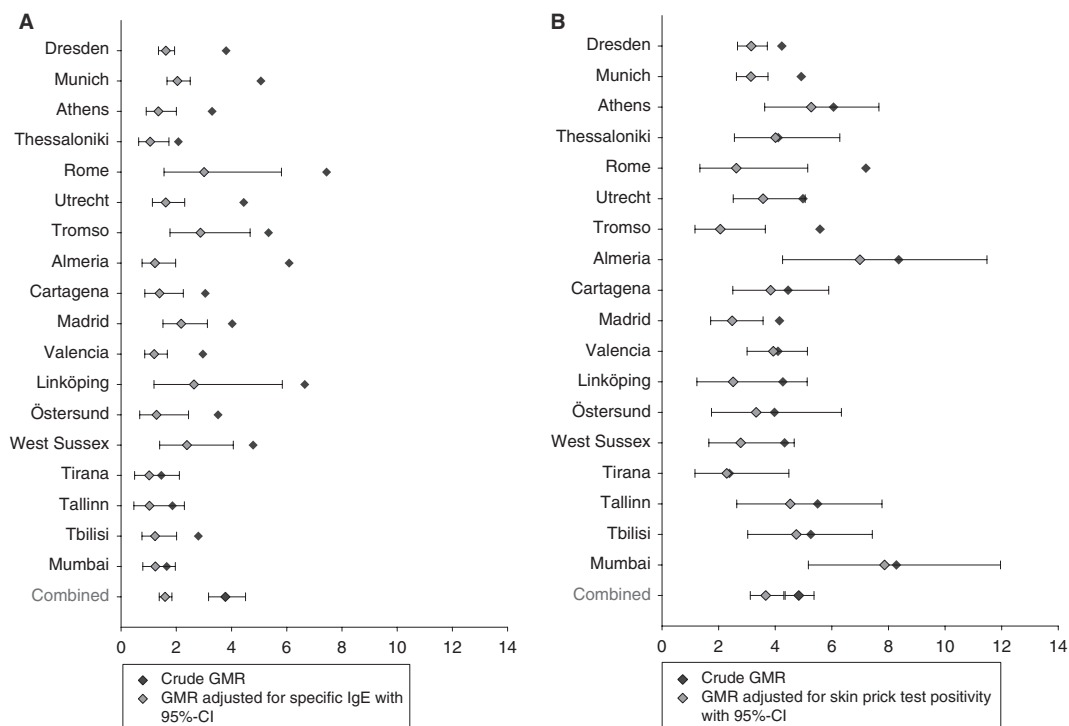 A
Dresden
Munich
Athens
Thessaloniki
Rome
Utrecht
Tromso
Almeria
Cartagena
Madrid
Valencia
Linköping
Östersund
West Sussex
Tirana
Tallinn
Tbilisi
Mumbai
Combined
0 2 4 6 8 10 12 14
Crude GMR
GMR adjusted for specific IgE with
95%-CI
B
Dresden
Munich
Athens
Thessaloniki
Rome
Utrecht
Tromso
Almeria
Cartagena
Madrid
Valencia
Linköping
Östersund
West Sussex
Tirana
Tallinn
Tbilisi
Mumbai
Combined
0 2 4 6 8 10 12 14
Crude GMR
GMR adjusted for skin prick test positivity
with 95%-CI